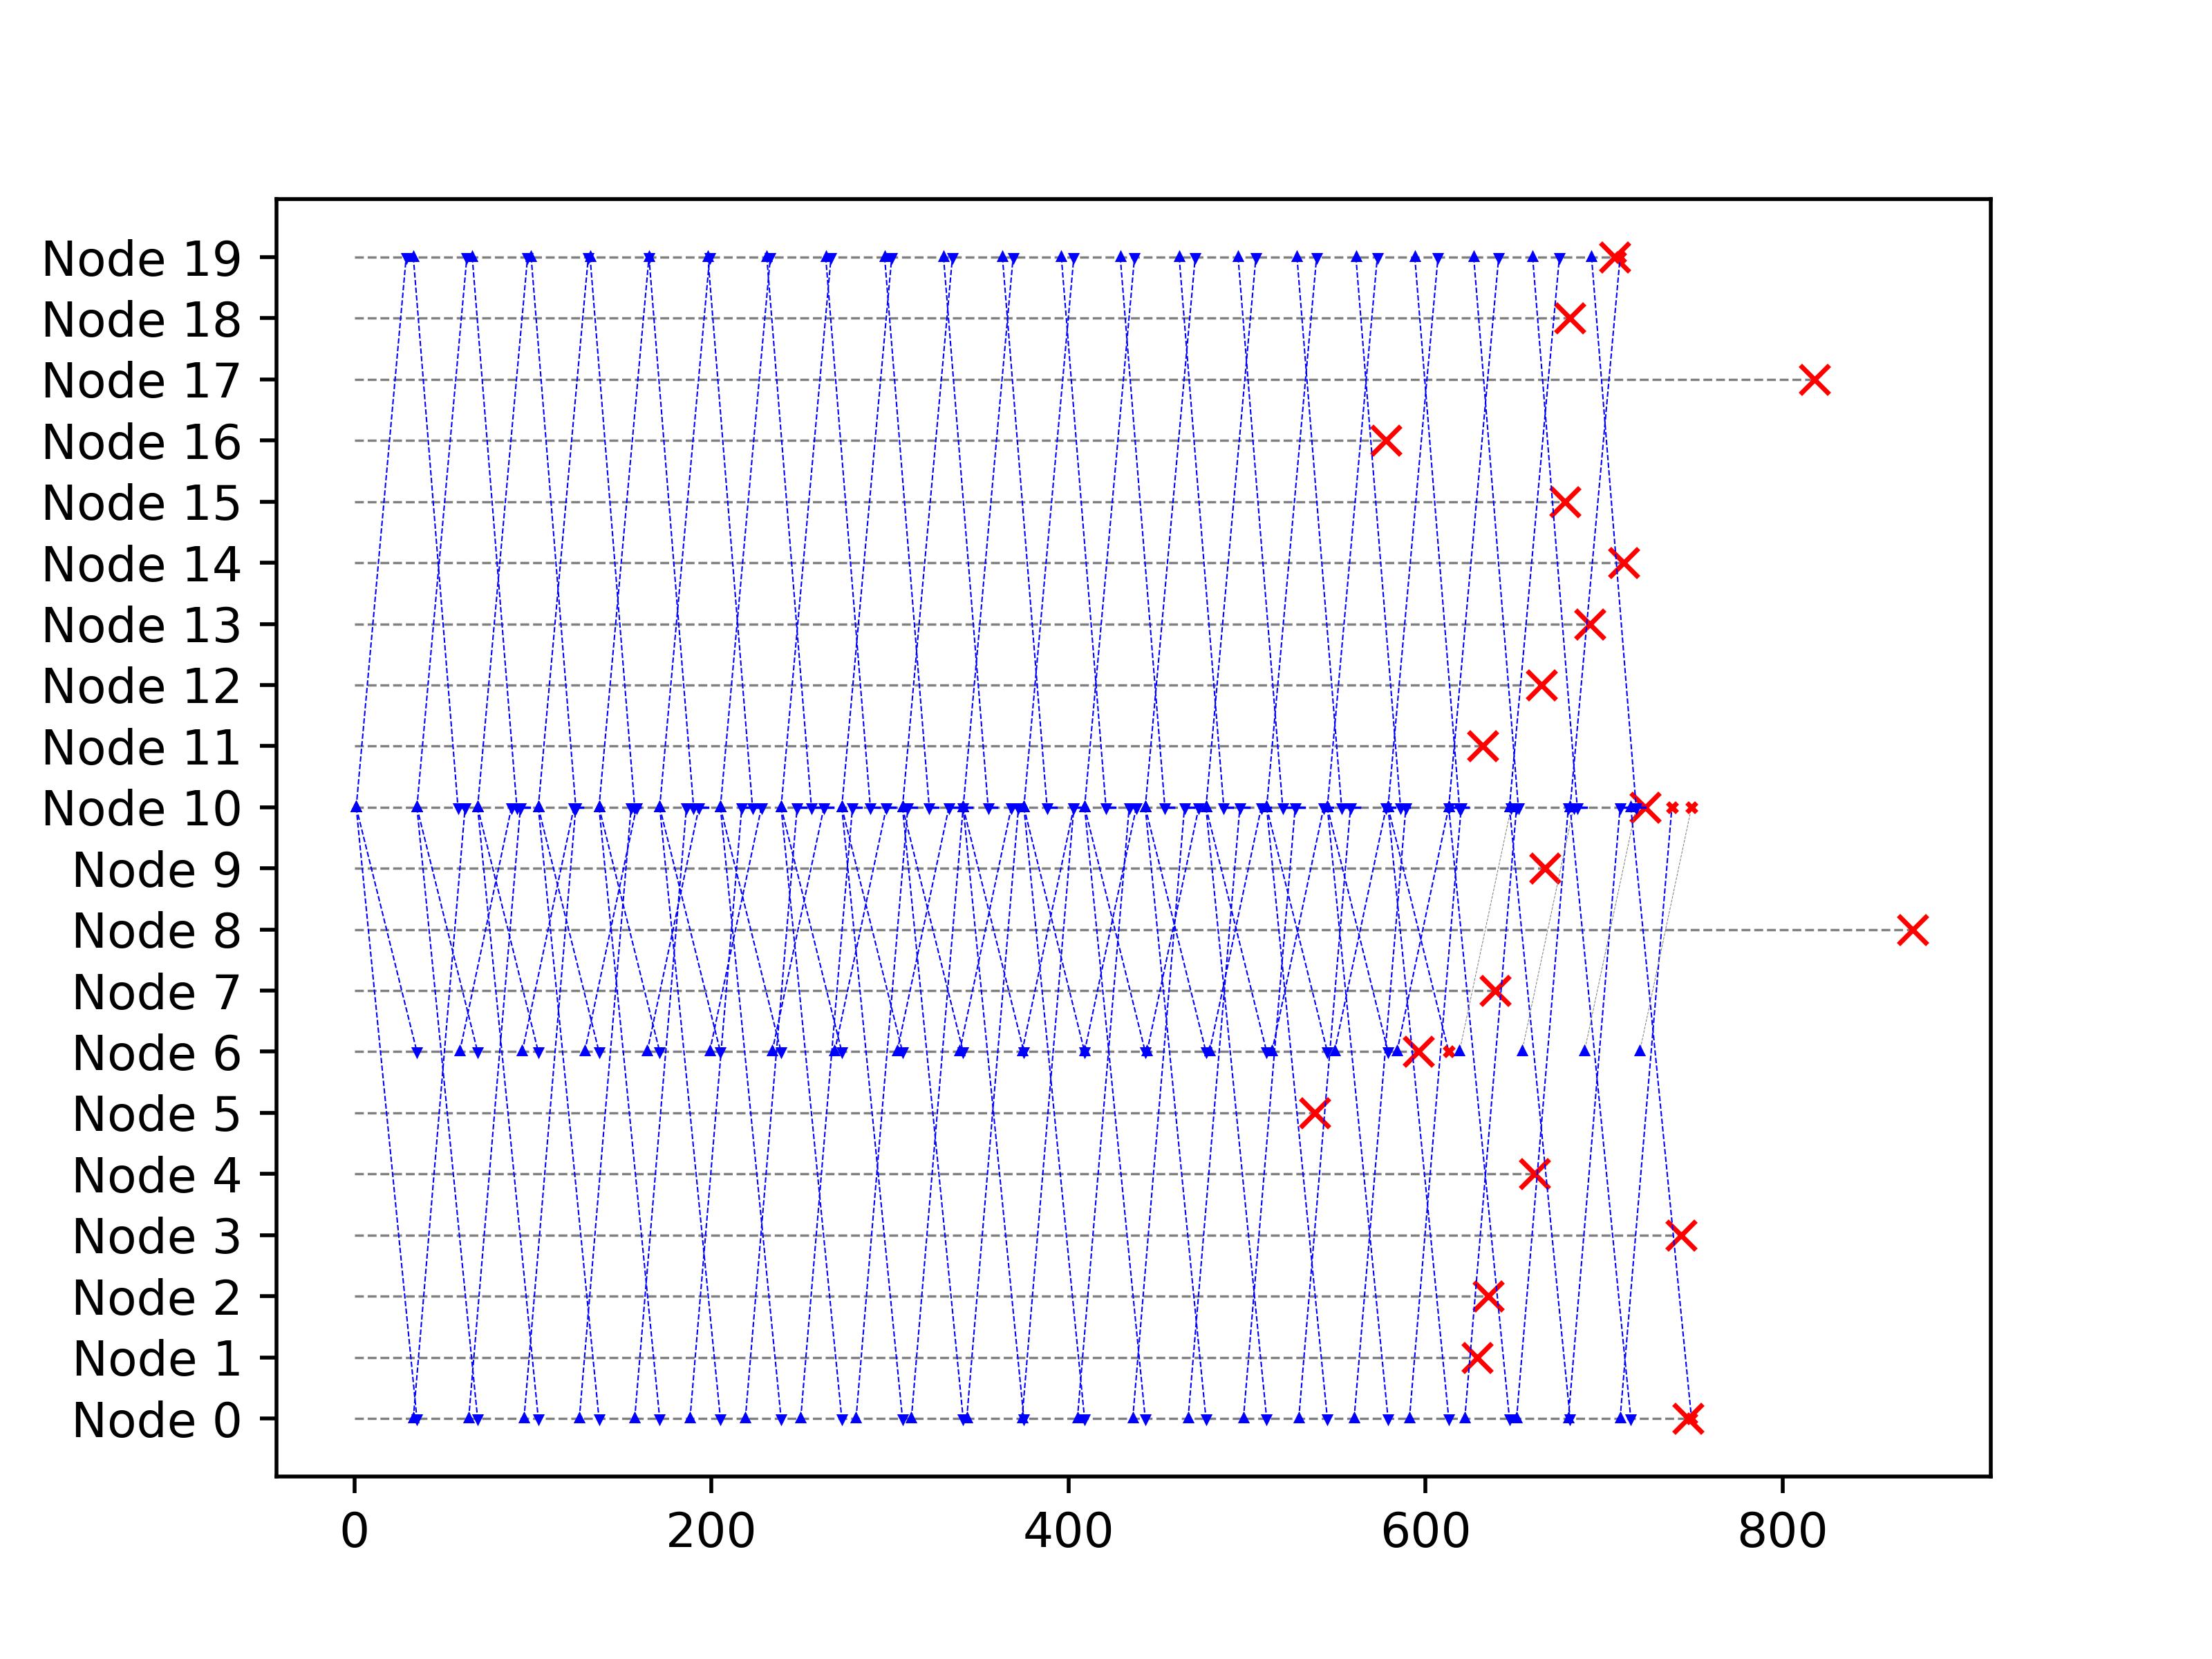 Node 19
Node 18
Node 17
Node 16
Node 15
Node 14
Node 13
Node 12
Node 11
Node 10
Node 9
Node 8
Node 7
Node 6
Node 5
Node 4
Node 3
Node 2
Node 1
Node 0
0 200 400 600 800